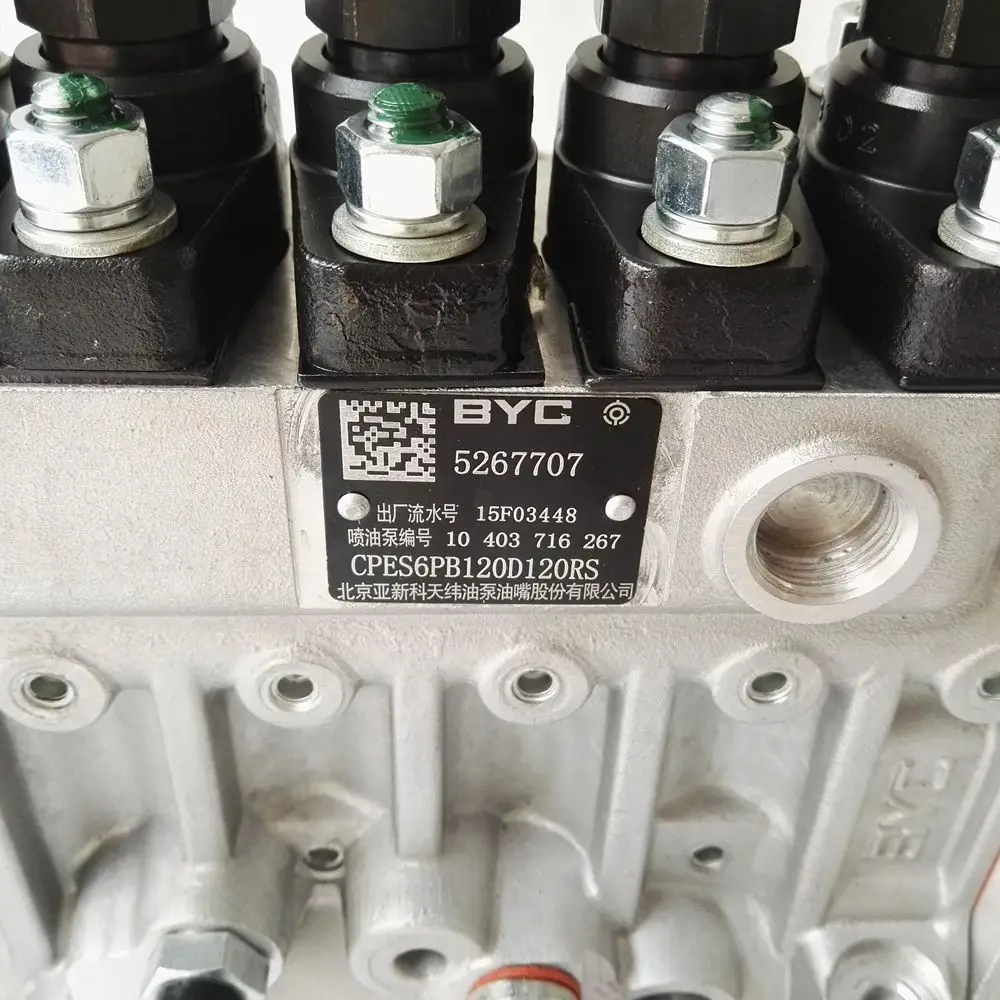 BYC
5267707
出厂流水号 15F03448
喷油泵编号 10 403 716 267
CPES6PB120D120RS
北京亚新科天纬油泵油嘴股份有限公司
BYC